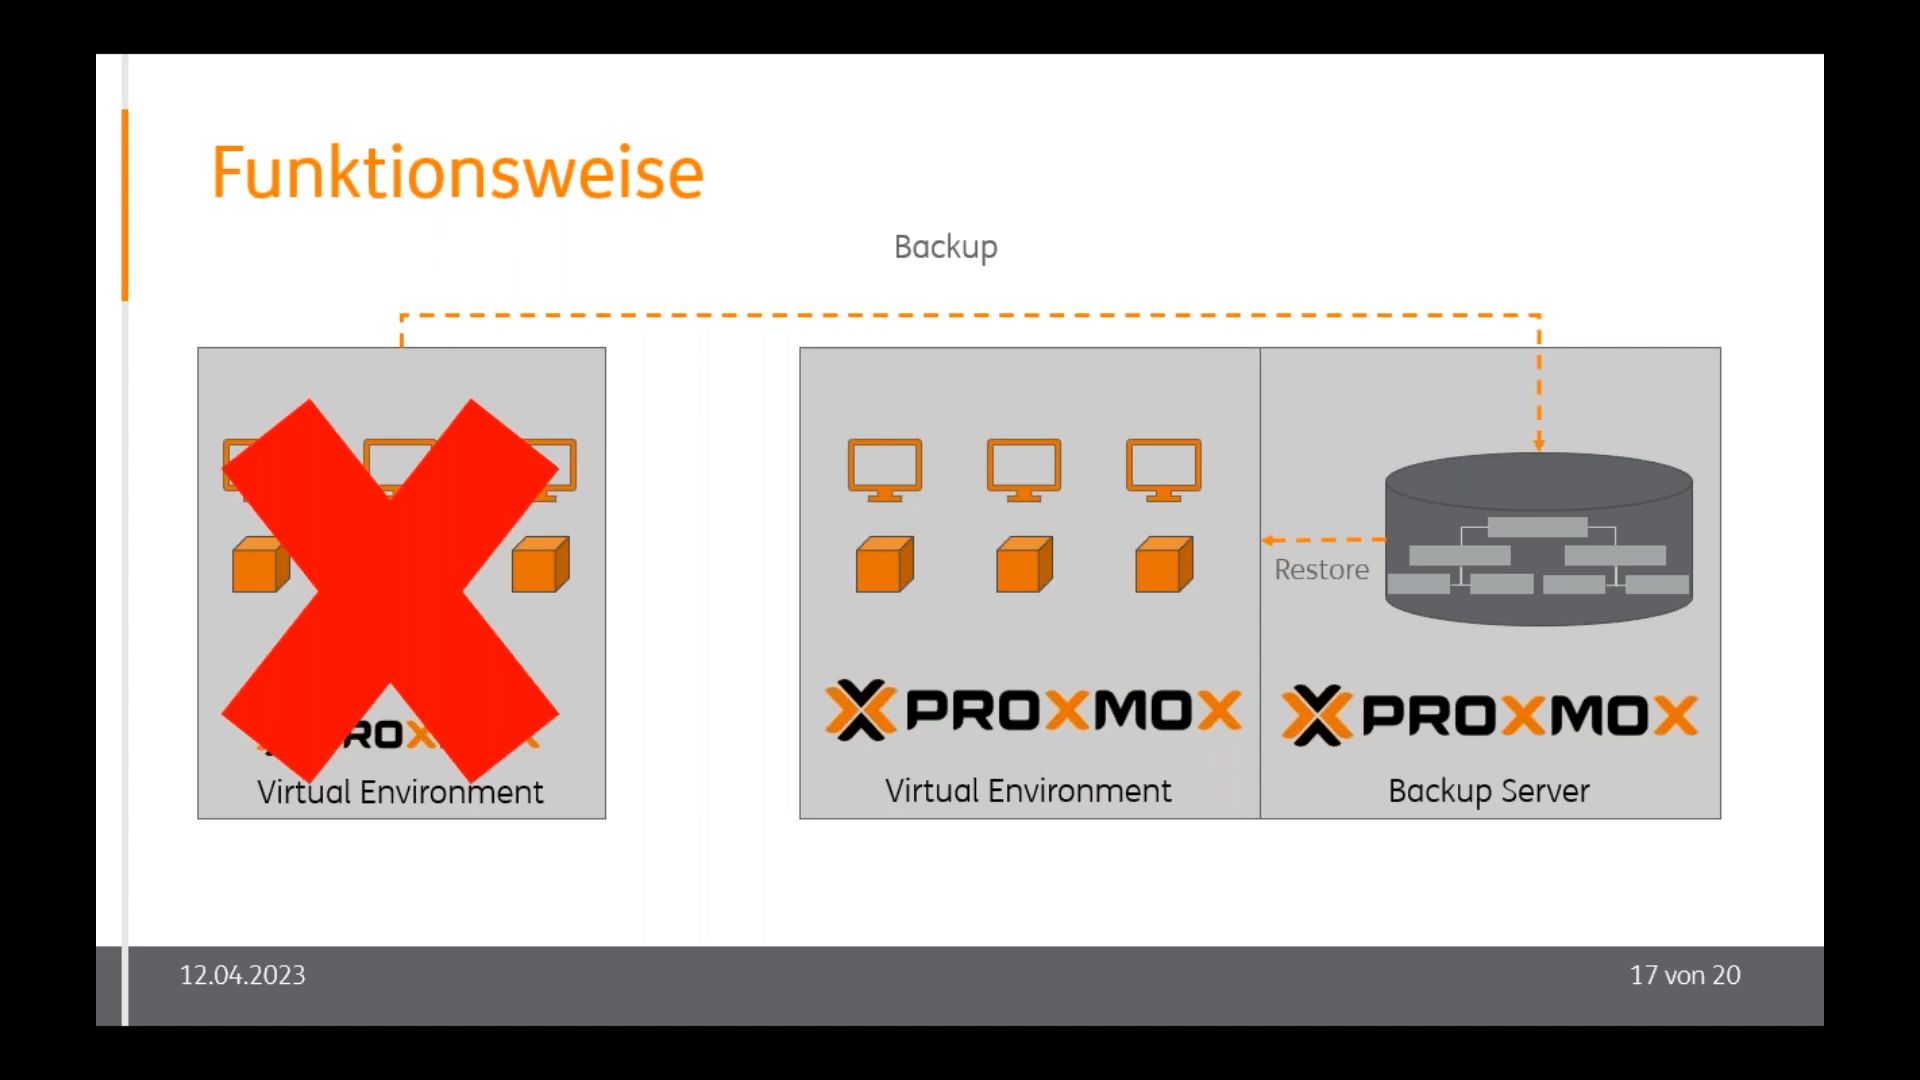 Funktionsweise
Backup
Restore
PROXMOX
PROXMOX
Virtual Environment
Virtual Environment
Backup Server
12.04.2023
17 von 20